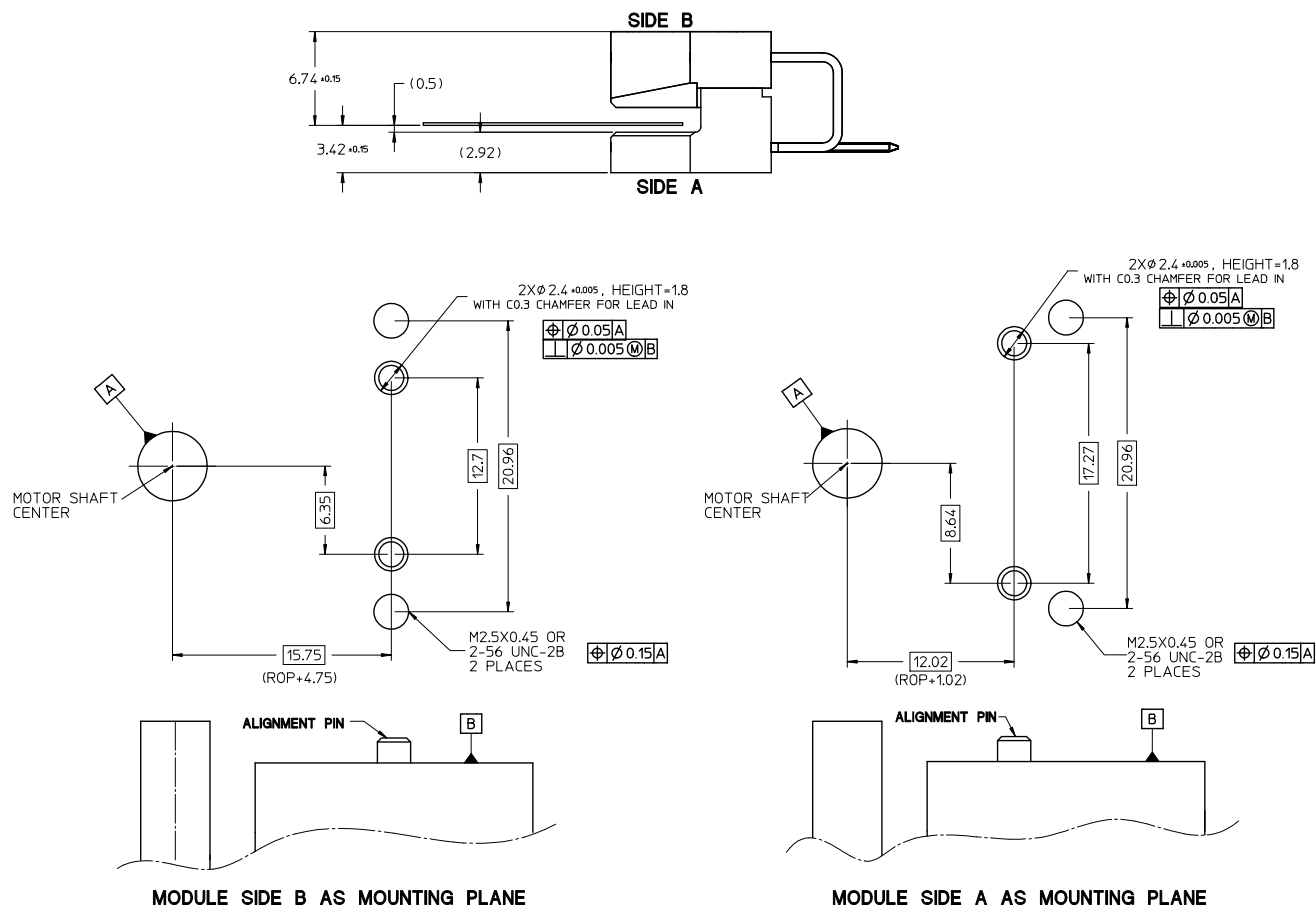 SIDE B
6.74 ±0.15
(0.5)
3.42 ±0.15
(2.92)
SIDE A
2XØ2.4 ±0.005, HEIGHT=1.8
WITH C0.3 CHAMFER FOR LEAD IN
⌖ Ø 0.05 A
⊥ Ø 0.005 Ⓜ B
A
MOTOR SHAFT
CENTER
6.35
12.7
20.96
15.75
(ROP+4.75)
M2.5X0.45 OR
2-56 UNC-2B
2 PLACES
⌖ Ø 0.15 A
ALIGNMENT PIN
B
MODULE SIDE B AS MOUNTING PLANE
2XØ2.4 ±0.005, HEIGHT=1.8
WITH C0.3 CHAMFER FOR LEAD IN
⌖ Ø 0.05 A
⊥ Ø 0.005 Ⓜ B
A
MOTOR SHAFT
CENTER
8.64
17.27
20.96
12.02
(ROP+1.02)
M2.5X0.45 OR
2-56 UNC-2B
2 PLACES
⌖ Ø 0.15 A
ALIGNMENT PIN
B
MODULE SIDE A AS MOUNTING PLANE